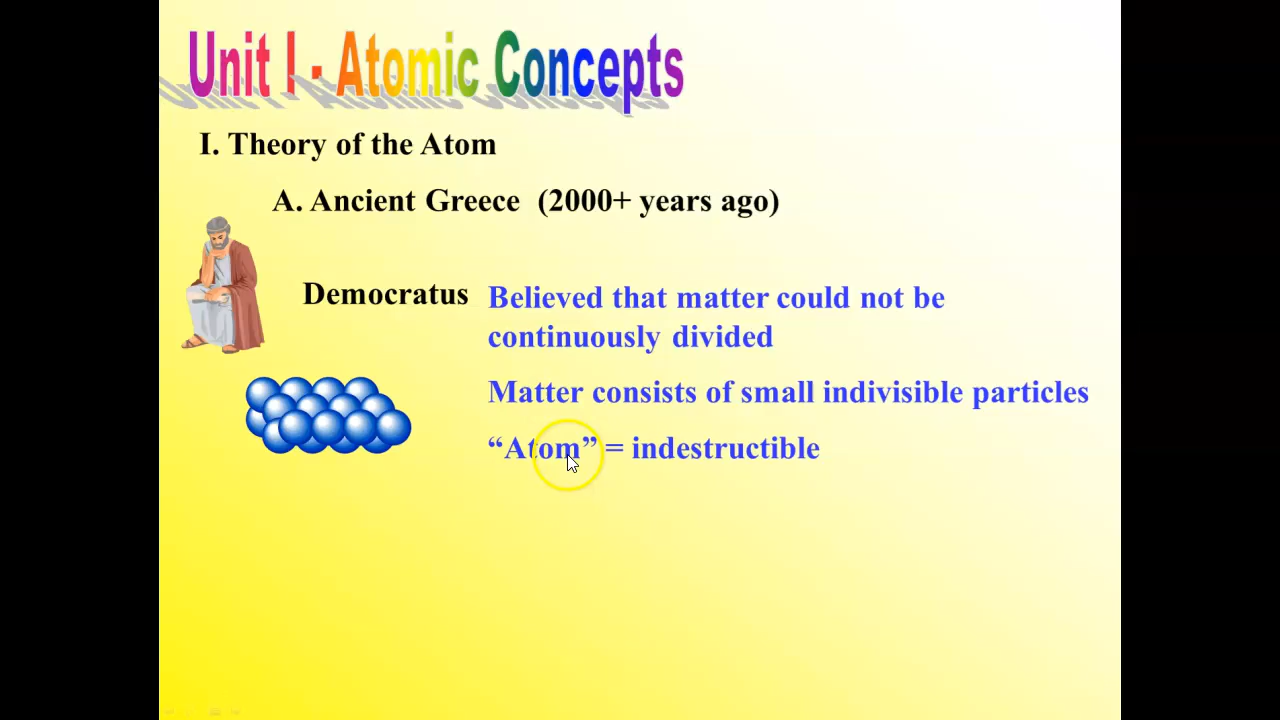 Unit I - Atomic Concepts
I. Theory of the Atom
A. Ancient Greece (2000+ years ago)
Democratus
Believed that matter could not be
continuously divided
Matter consists of small indivisible particles
“Atom” = indestructible